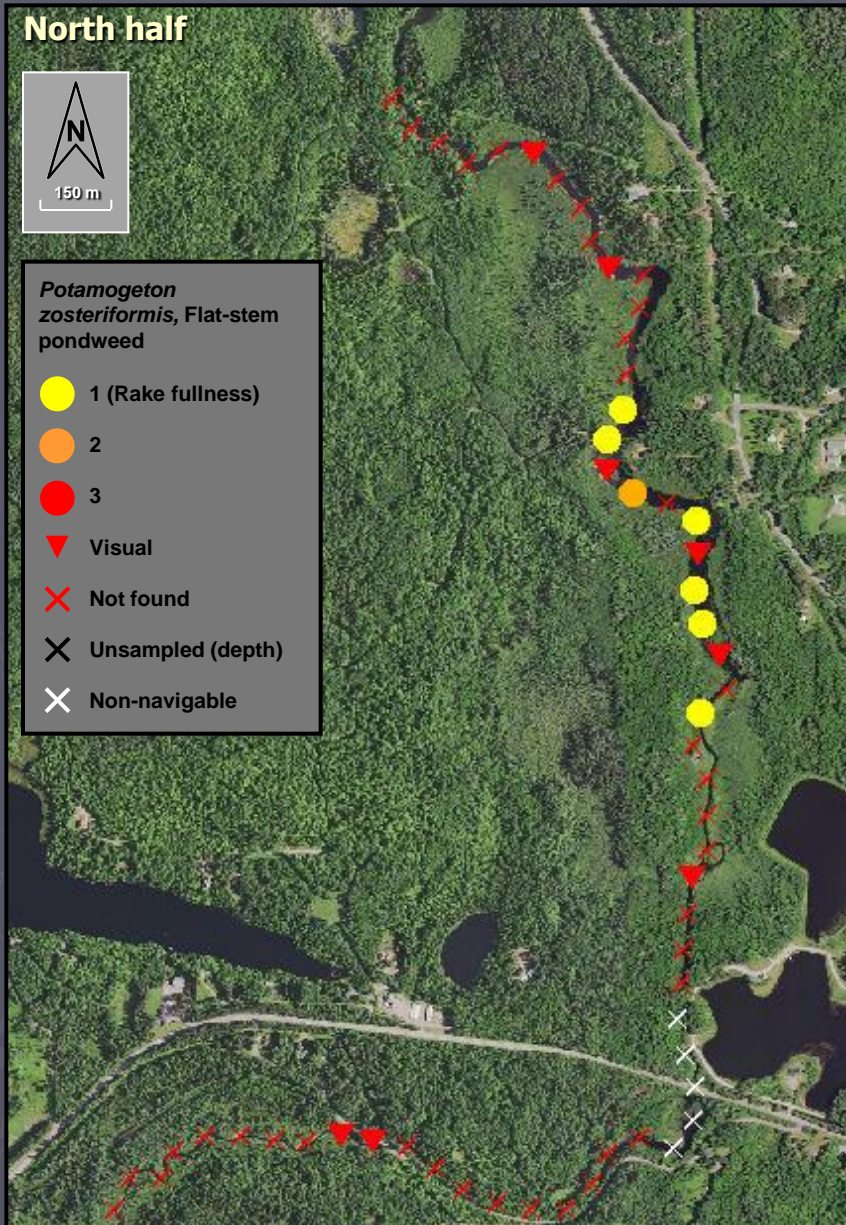 North half
N
150 m
Potamogeton
zosteriformis, Flat-stem
pondweed
1 (Rake fullness)
2
3
Visual
Not found
Unsampled (depth)
Non-navigable